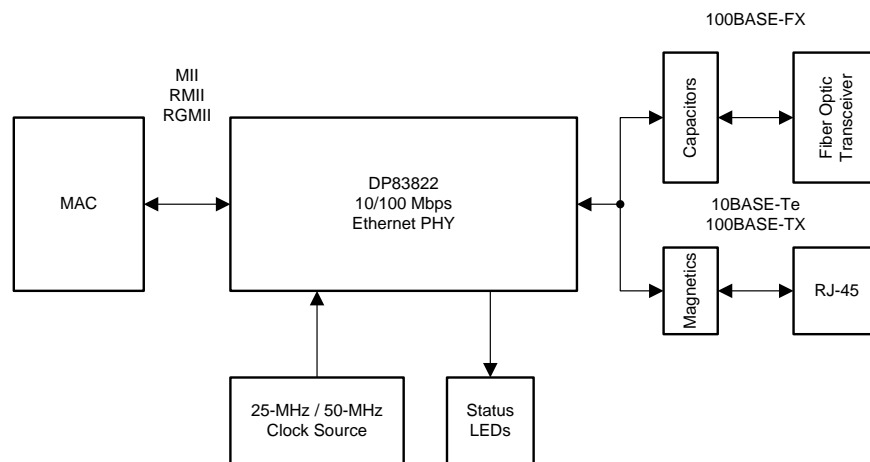 100BASE-FX
MII
RMII
RGMII
Capacitors
Fiber Optic
Transceiver
MAC
DP83822
10/100 Mbps
Ethernet PHY
10BASE-Te
100BASE-TX
Magnetics
RJ-45
25-MHz / 50-MHz
Clock Source
Status
LEDs